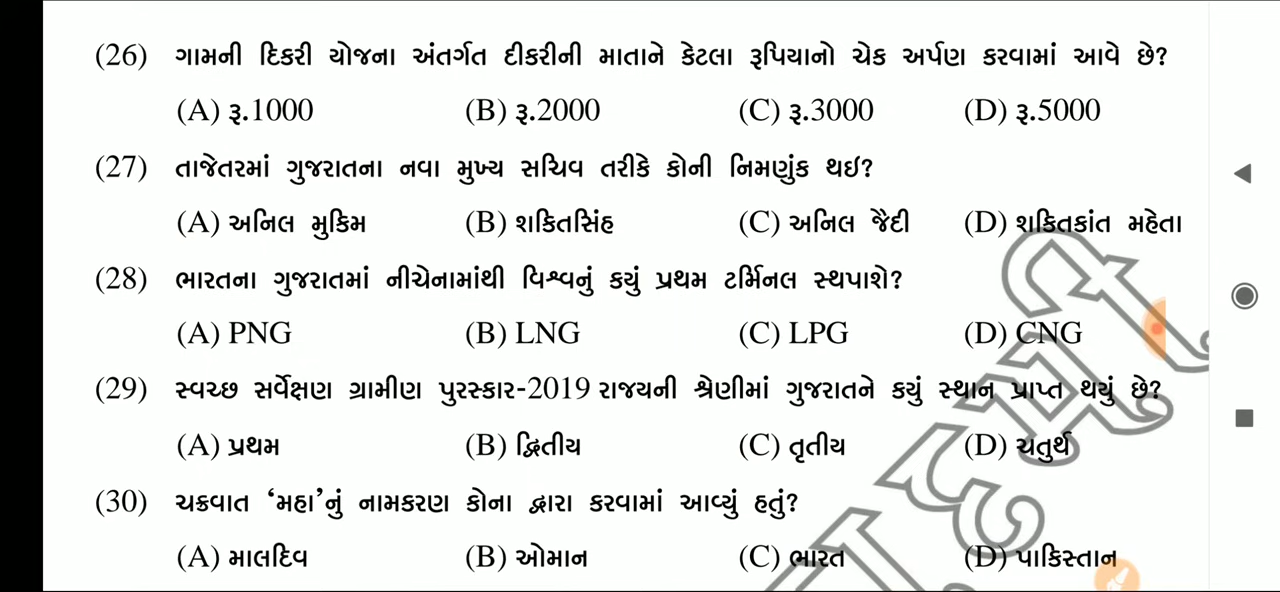 (26) ગામની દિકરી યોજના અંતર્ગત દીકરીની માતાને કેટલા રૂપિયાનો ચેક અર્પણ કરવામાં આવે છે?
(A) રૂ.1000 (B) રૂ.2000 (C) રૂ.3000 (D) રૂ.5000
(27) તાજેતરમાં ગુજરાતના નવા મુખ્ય સચિવ તરીકે કોની નિમણુંક થઈ?
(A) અનિલ મુકિમ (B) શકિતસિંહ (C) અનિલ જૈદી (D) શકિતકાંત મહેતા
(28) ભારતના ગુજરાતમાં નીચેનામાંથી વિશ્વનું કયું પ્રથમ ટર્મિનલ સ્થપાશે?
(A) PNG (B) LNG (C) LPG (D) CNG
(29) સ્વચ્છ સર્વેક્ષણ ગ્રામીણ પુરસ્કાર-2019 રાજયની શ્રેણીમાં ગુજરાતને કયું સ્થાન પ્રાપ્ત થયું છે?
(A) પ્રથમ (B) દ્વિતીય (C) તૃતીય (D) ચતુર્થ
(30) ચક્રવાત ‘મહા’નું નામકરણ કોના દ્વારા કરવામાં આવ્યું હતું?
(A) માલદિવ (B) ઓમાન (C) ભારત (D) પાકિસ્તાન